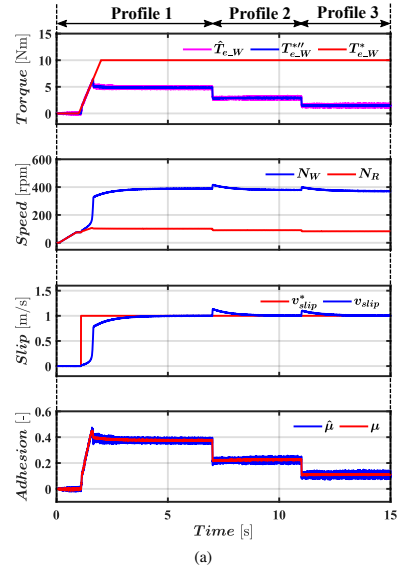 Profile 1 Profile 2 Profile 3
Torque [Nm]
15
10
5
0
T̂e_W T*″e_W T*e_W
Speed [rpm]
600
400
200
0
NW NR
Slip [m/s]
1.5
1
0.5
0
v*slip vslip
Adhesion [-]
0.6
0.4
0.2
0
μ̂ μ
0 5 10 15
Time [s]
(a)